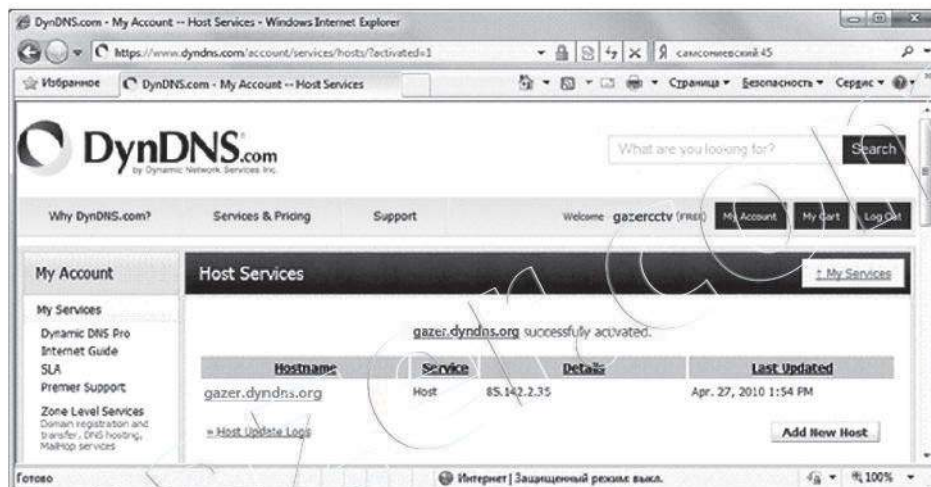 DynDNS.com - My Account -- Host Services - Windows Internet Explorer
https://www.dyndns.com/account/services/hosts/?activated=1
самсониевский 45
Избранное
DynDNS.com - My Account -- Host Services
Страница
Безопасность
Сервис
DynDNS.com
by Dynamic Network Services Inc.
What are you looking for?
Search
Why DynDNS.com?
Services & Pricing
Support
Welcome gazercctv (FREE)
My Account
My Cart
Log Out
My Account
Host Services
↑ My Services
My Services
Dynamic DNS Pro
Internet Guide
SLA
Premier Support
Zone Level Services
Domain registration and
transfer, DNS hosting,
MailHop services
gazer.dyndns.org successfully activated.
Hostname Service Details Last Updated
gazer.dyndns.org Host 85.142.2.35 Apr. 27, 2010 1:54 PM
» Host Update Logs
Add New Host
Готово
Интернет | Защищенный режим: выкл.
100%